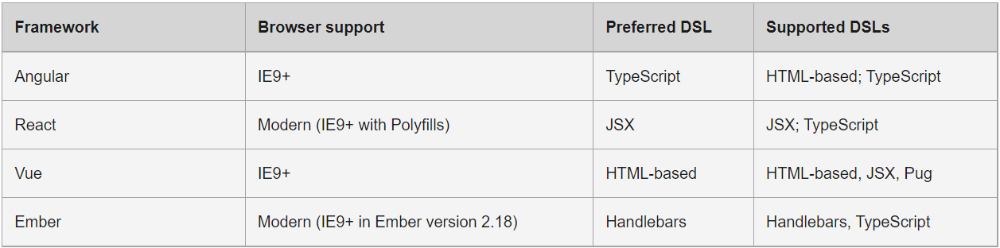 Framework Browser support Preferred DSL Supported DSLs
Angular IE9+ TypeScript HTML-based; TypeScript
React Modern (IE9+ with Polyfills) JSX JSX; TypeScript
Vue IE9+ HTML-based HTML-based, JSX, Pug
Ember Modern (IE9+ in Ember version 2.18) Handlebars Handlebars, TypeScript